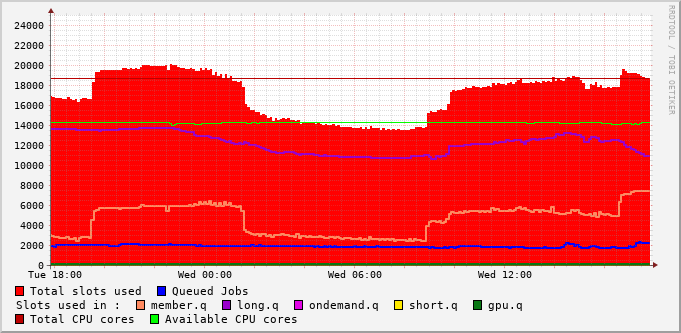 24000
22000
20000
18000
16000
14000
12000
10000
8000
6000
4000
2000
0
Tue 18:00 Wed 00:00 Wed 06:00 Wed 12:00
RRDTOOL / TOBI OETIKER
Total slots used Queued Jobs
Slots used in : member.q long.q ondemand.q short.q gpu.q
Total CPU cores Available CPU cores